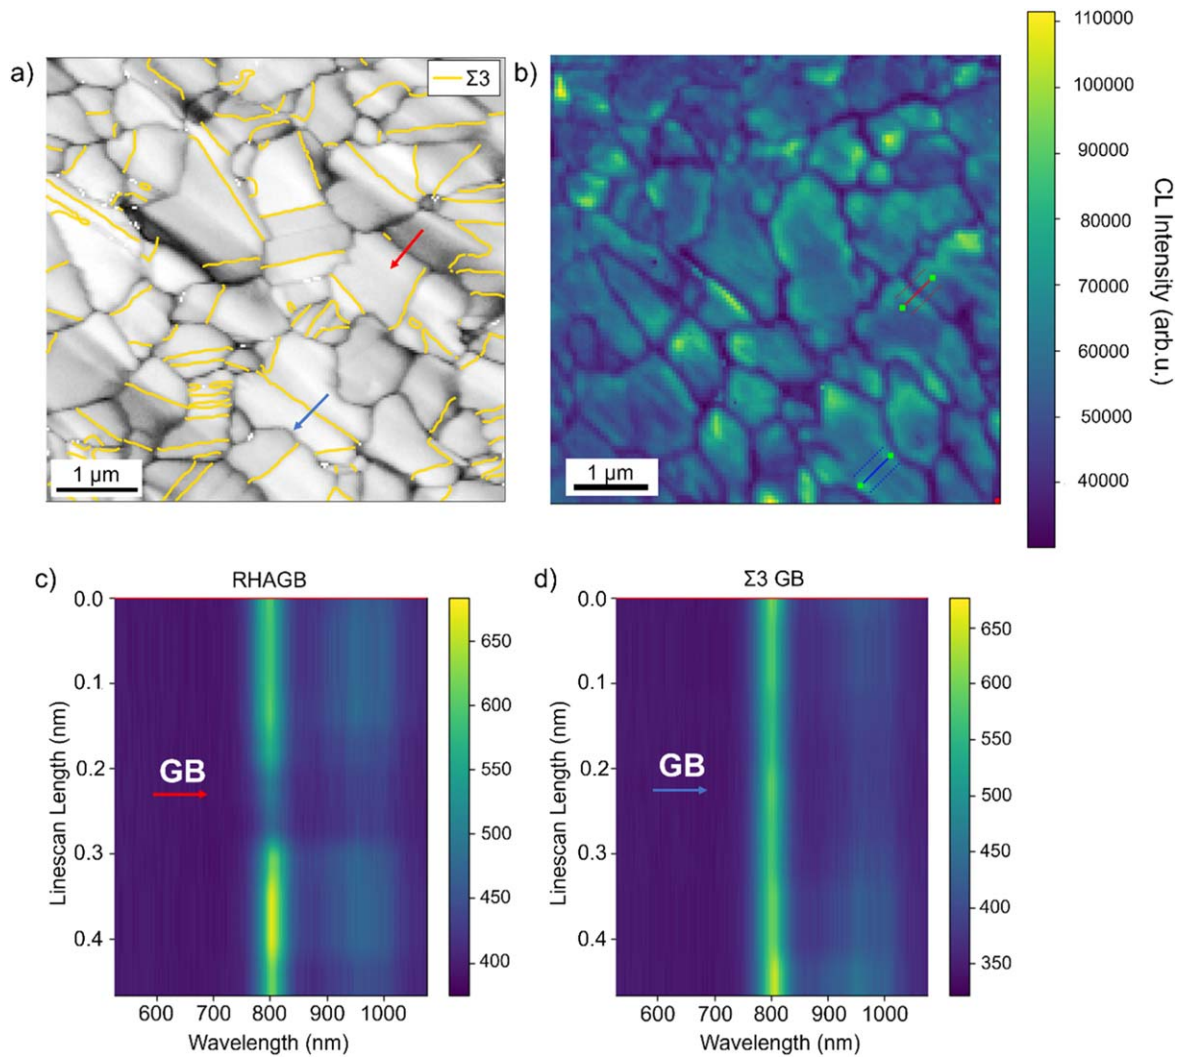 a)
Σ3
1 μm
b)
1 μm
110000
100000
90000
80000
70000
60000
50000
40000
CL Intensity (arb.u.)
c)
RHAGB
0.0
0.1
0.2
0.3
0.4
Linescan Length (nm)
GB
600 700 800 900 1000
Wavelength (nm)
650
600
550
500
450
400
d)
Σ3 GB
0.0
0.1
0.2
0.3
0.4
Linescan Length (nm)
GB
600 700 800 900 1000
Wavelength (nm)
650
600
550
500
450
400
350